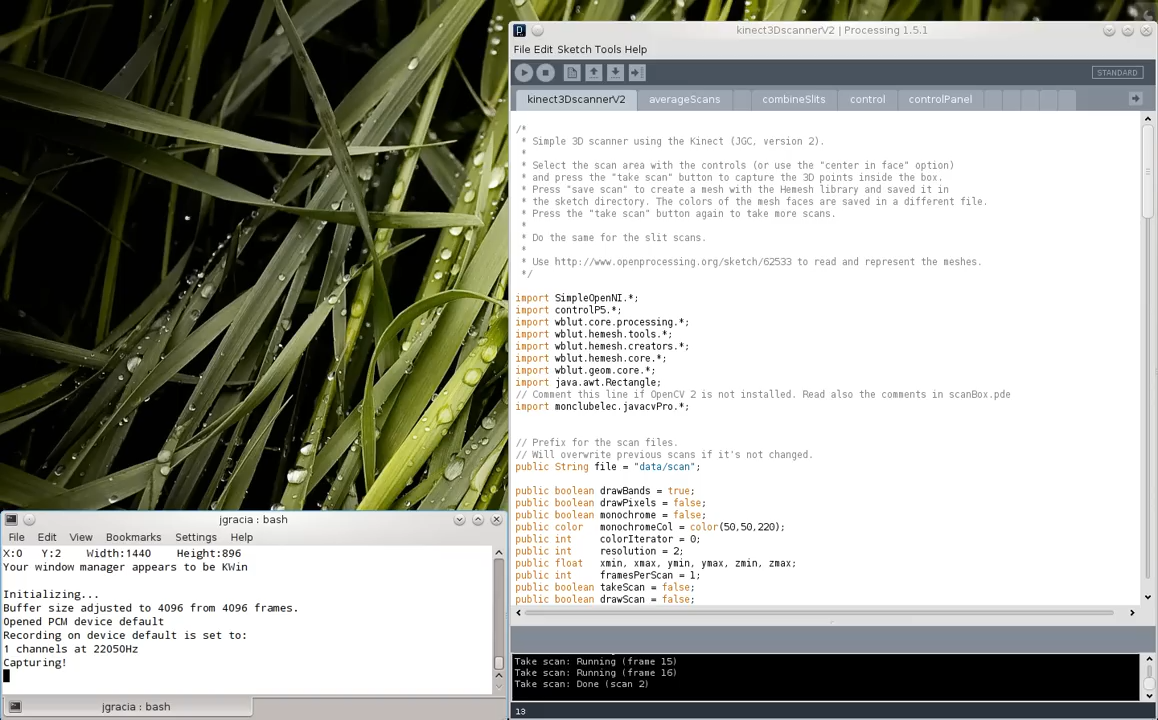 kinect3DscannerV2 | Processing 1.5.1
File Edit Sketch Tools Help
STANDARD
kinect3DscannerV2 averageScans combineSlits control controlPanel
/*
* Simple 3D scanner using the Kinect (JGC, version 2).
*
* Select the scan area with the controls (or use the "center in face" option)
* and press the "take scan" button to capture the 3D points inside the box.
* Press "save scan" to create a mesh with the Hemesh library and saved it in
* the sketch directory. The colors of the mesh faces are saved in a different file.
* Press the "take scan" button again to take more scans.
*
* Do the same for the slit scans.
*
* Use http://www.openprocessing.org/sketch/62533 to read and represent the meshes.
*/
import SimpleOpenNI.*;
import controlP5.*;
import wblut.core.processing.*;
import wblut.hemesh.tools.*;
import wblut.hemesh.creators.*;
import wblut.hemesh.core.*;
import wblut.geom.core.*;
import java.awt.Rectangle;
// Comment this line if OpenCV 2 is not installed. Read also the comments in scanBox.pde
import monclubelec.javacvPro.*;
// Prefix for the scan files.
// Will overwrite previous scans if it's not changed.
public String file = "data/scan";
public boolean drawBands = true;
public boolean drawPixels = false;
public boolean monochrome = false;
public color monochromeCol = color(50,50,220);
public int colorIterator = 0;
public int resolution = 2;
public float xmin, xmax, ymin, ymax, zmin, zmax;
public int framesPerScan = 1;
public boolean takeScan = false;
public boolean drawScan = false;
Take scan: Running (frame 15)
Take scan: Running (frame 16)
Take scan: Done (scan 2)
13
jgracia : bash
File Edit View Bookmarks Settings Help
X:0 Y:2 Width:1440 Height:896
Your window manager appears to be KWin
Initializing...
Buffer size adjusted to 4096 from 4096 frames.
Opened PCM device default
Recording on device default is set to:
1 channels at 22050Hz
Capturing!
jgracia : bash